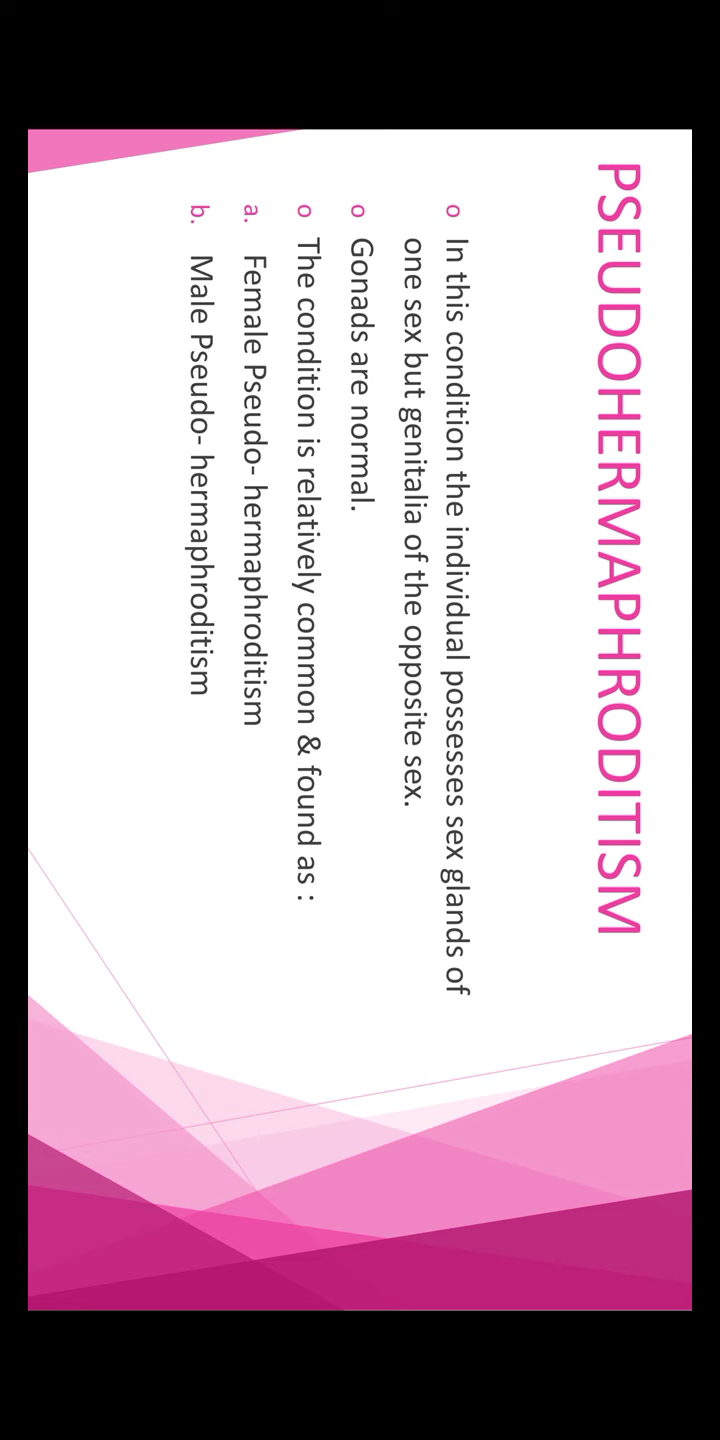 PSEUDOHERMAPHRODITISM
o In this condition the individual possesses sex glands of
one sex but genitalia of the opposite sex.
o Gonads are normal.
o The condition is relatively common & found as :
a. Female Pseudo- hermaphroditism
b. Male Pseudo- hermaphroditism